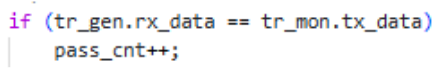 if (tr_gen.rx_data == tr_mon.tx_data)
    pass_cnt++;